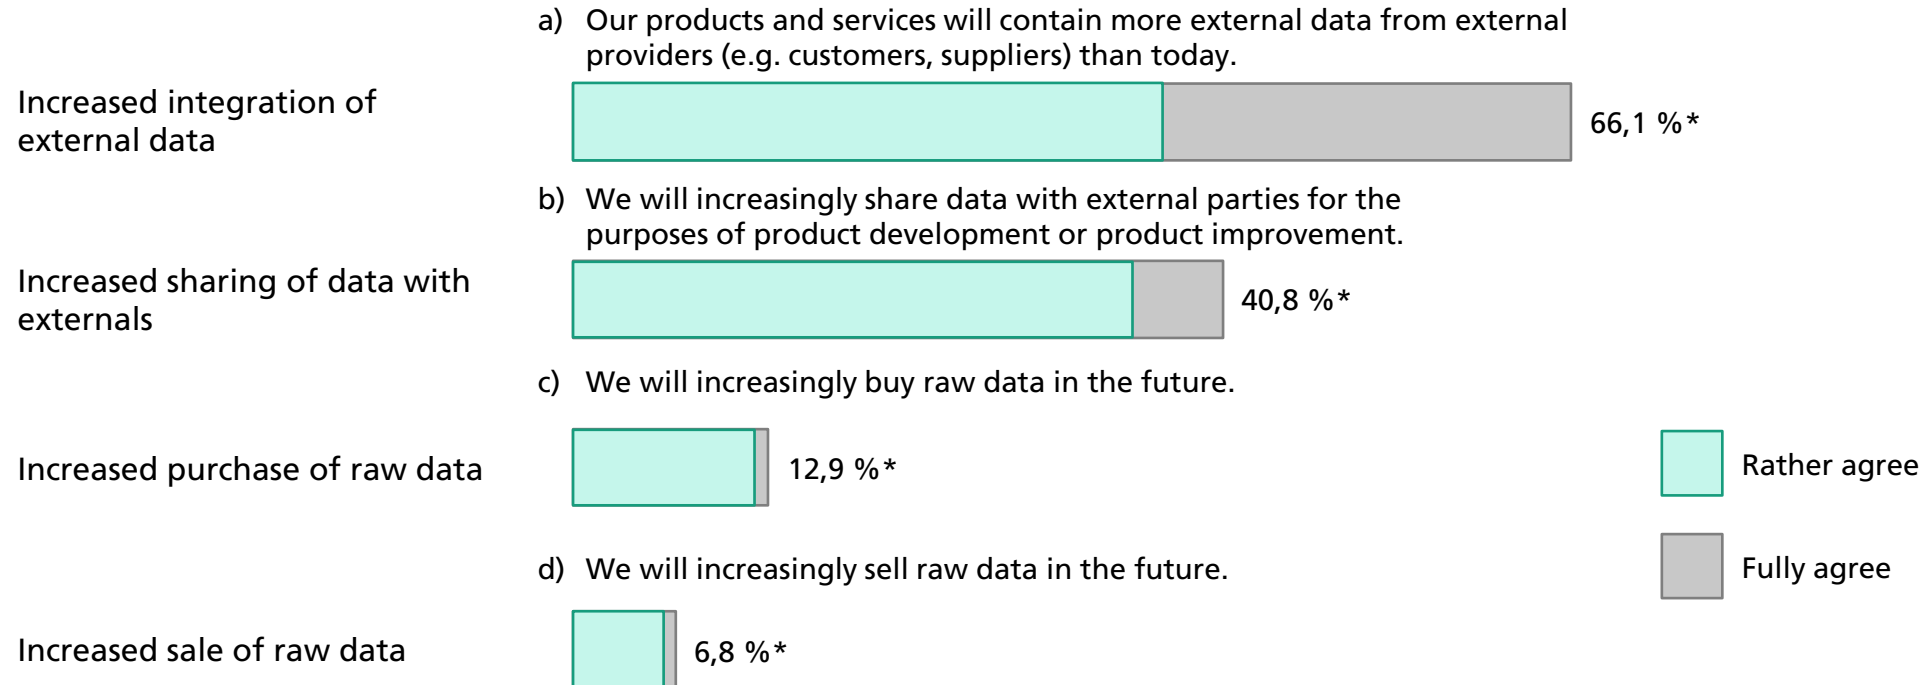 a) Our products and services will contain more external data from external
providers (e.g. customers, suppliers) than today.
Increased integration of
external data
66,1 %*
b) We will increasingly share data with external parties for the
purposes of product development or product improvement.
Increased sharing of data with
externals
40,8 %*
c) We will increasingly buy raw data in the future.
Increased purchase of raw data
12,9 %*
Rather agree
d) We will increasingly sell raw data in the future.
Fully agree
Increased sale of raw data
6,8 %*